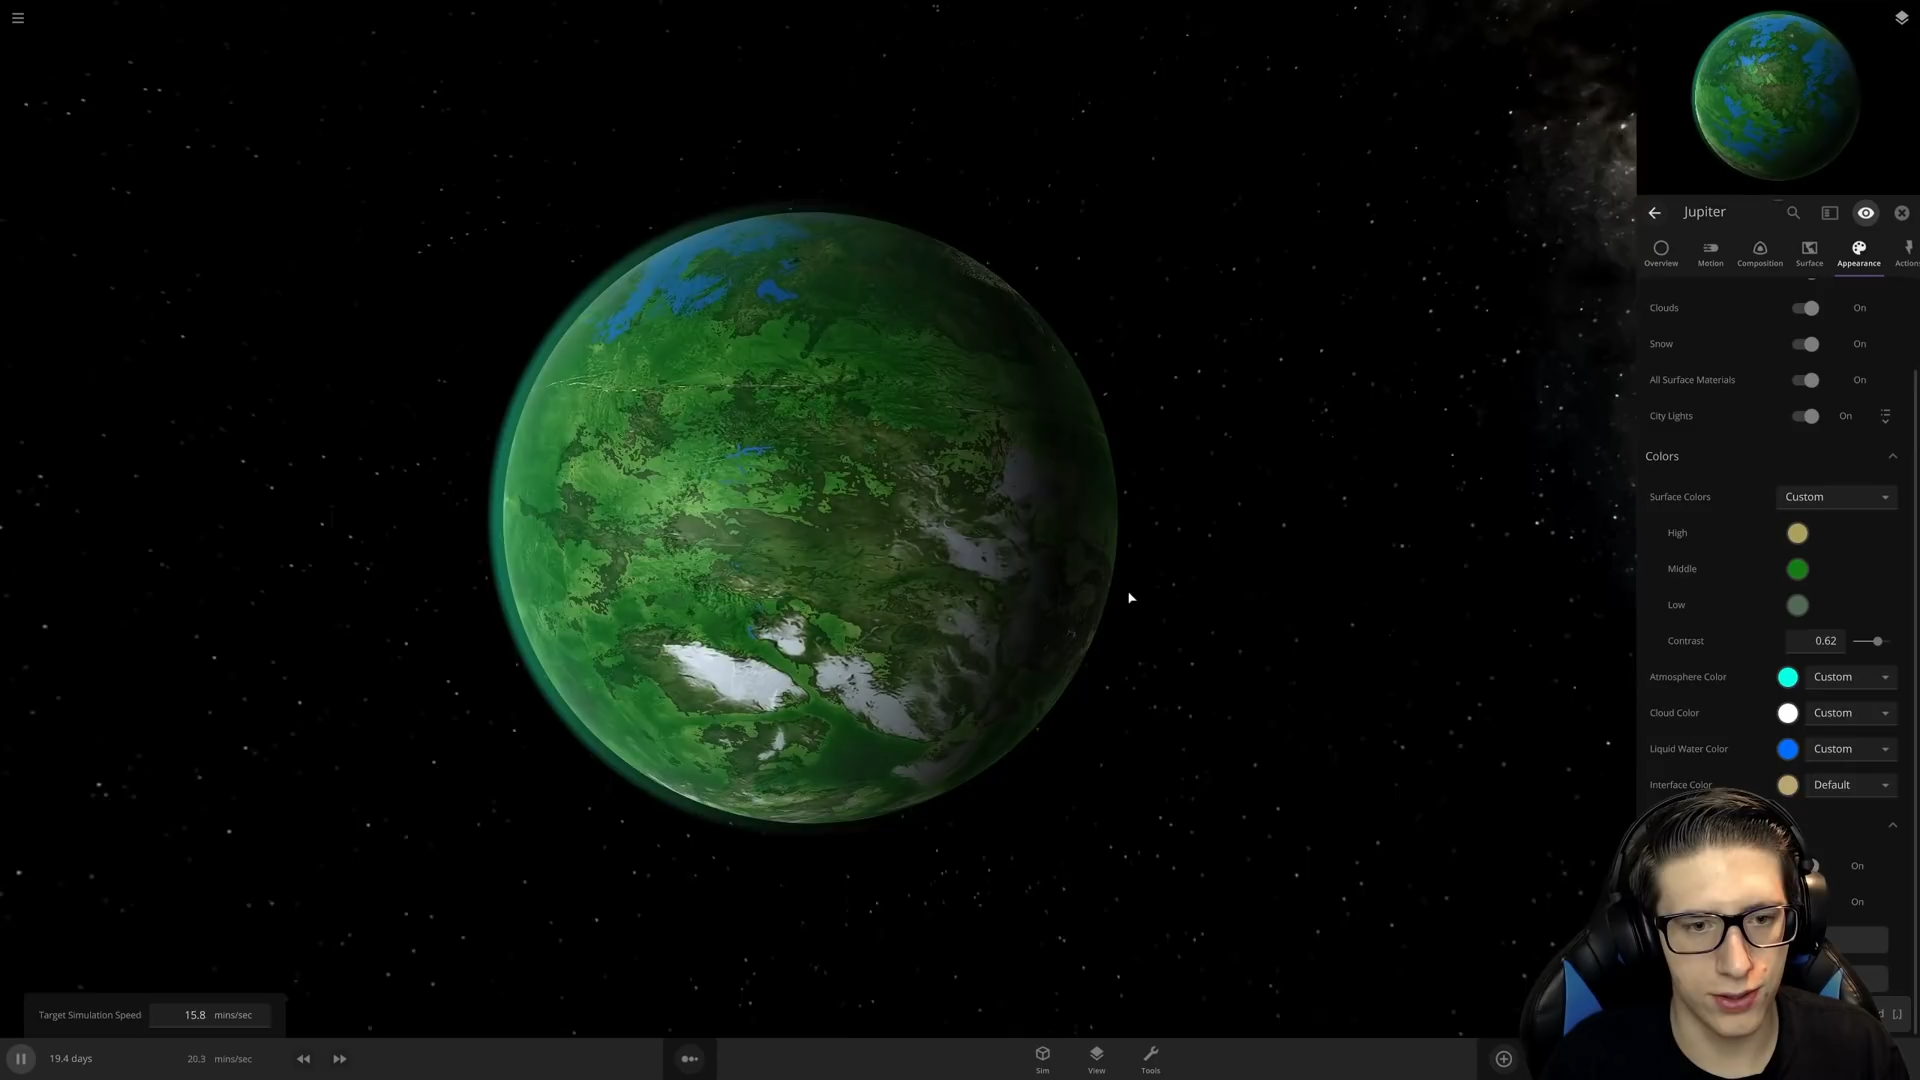 Jupiter
Overview
Motion
Composition
Surface
Appearance
Action
Clouds On
Snow On
All Surface Materials On
City Lights On
Colors
Surface Colors Custom
High
Middle
Low
Contrast 0.62
Atmosphere Color Custom
Cloud Color Custom
Liquid Water Color Custom
Interface Color Default
On
On
d [,]
Target Simulation Speed 15.8 mins/sec
19.4 days 20.3 mins/sec
Sim View Tools